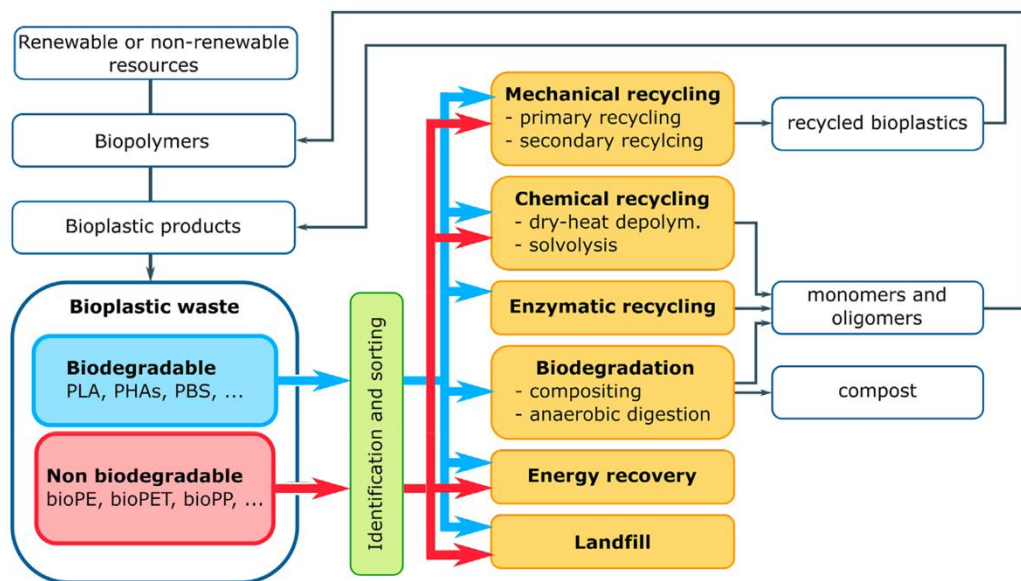 Renewable or non-renewable
resources
Biopolymers
Bioplastic products
Bioplastic waste
Biodegradable
PLA, PHAs, PBS, ...
Non biodegradable
bioPE, bioPET, bioPP, ...
Identification and sorting
Mechanical recycling
- primary recycling
- secondary recylcing
Chemical recycling
- dry-heat depolym.
- solvolysis
Enzymatic recycling
Biodegradation
- compositing
- anaerobic digestion
Energy recovery
Landfill
recycled bioplastics
monomers and
oligomers
compost